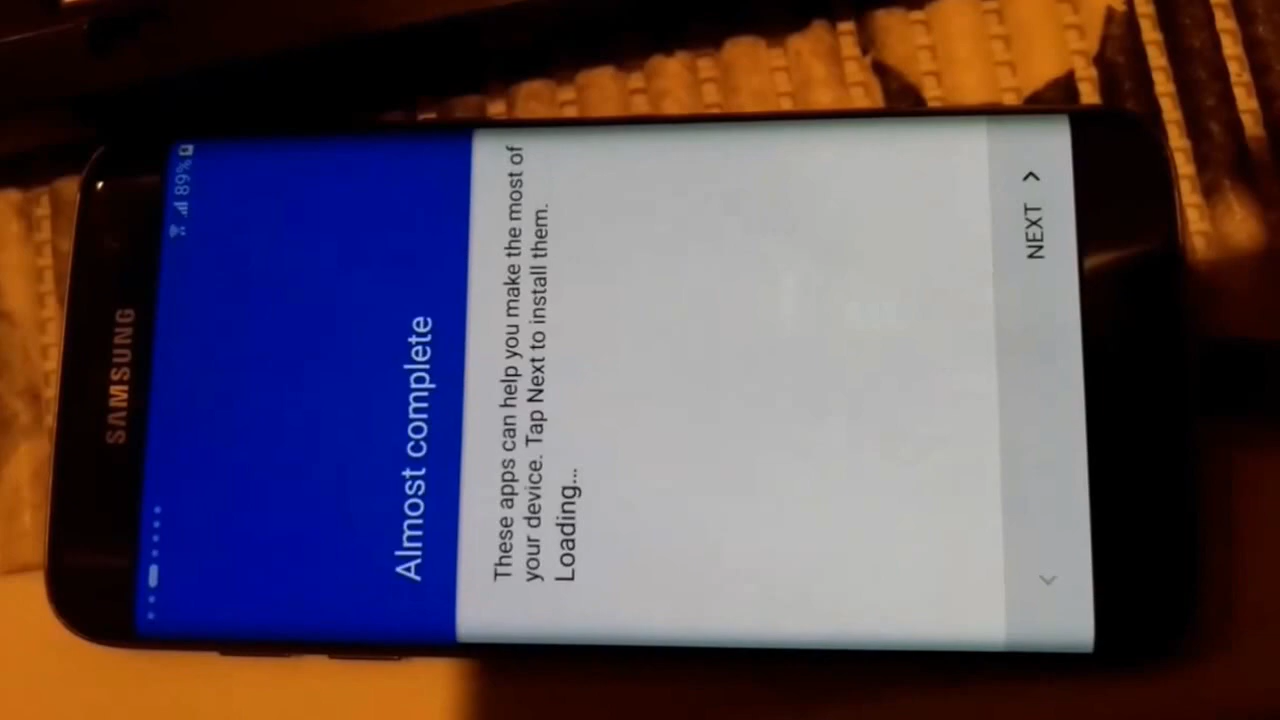 SAMSUNG
89%
Almost complete
These apps can help you make the most of
your device. Tap Next to install them.
Loading...
NEXT